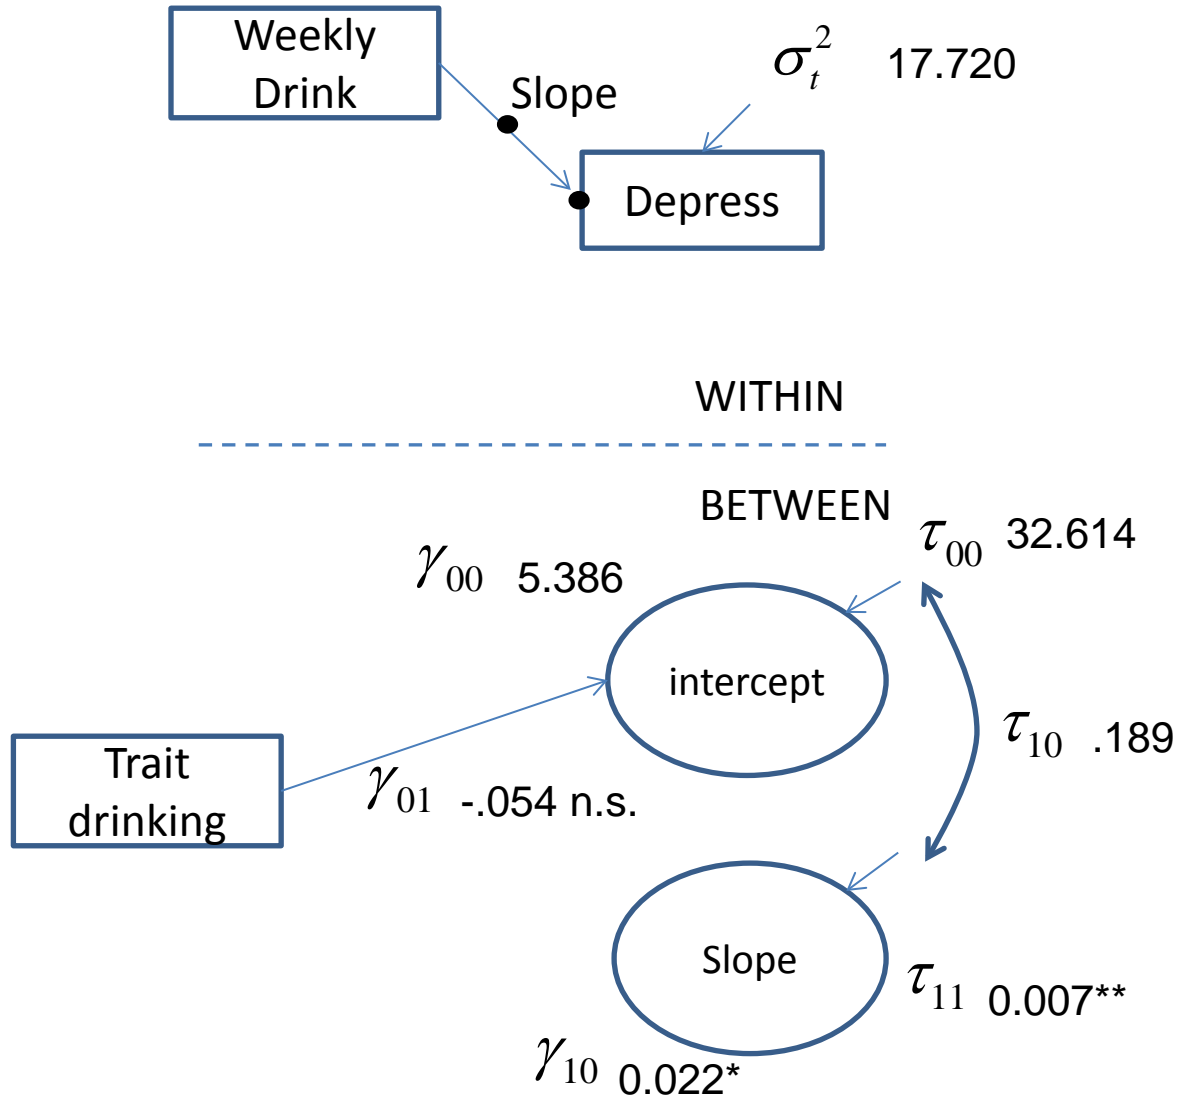 Weekly
Drink
Slope
σ_t^2 17.720
Depress
WITHIN
BETWEEN
τ_00 32.614
γ_00 5.386
intercept
τ_10 .189
Trait
drinking
γ_01 -.054 n.s.
Slope
τ_11 0.007**
γ_10 0.022*